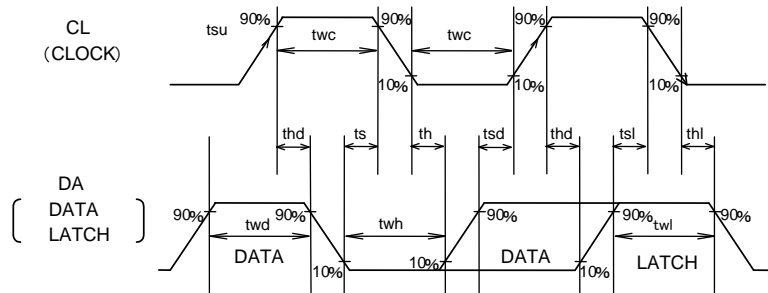 90% 90% 90% 90%
CL tsu twc twc
(CLOCK)
10% 10% 10%
thd ts th tsd thd tsl thl
DA
DATA 90% 90% 90% 90% 90%
LATCH twd twh twl
DATA DATA LATCH
10% 10% 10%